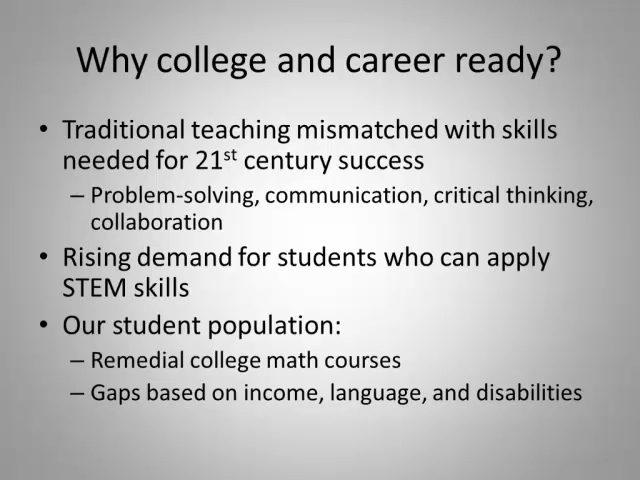 Why college and career ready?
• Traditional teaching mismatched with skills
needed for 21st century success
– Problem-solving, communication, critical thinking,
collaboration
• Rising demand for students who can apply
STEM skills
• Our student population:
– Remedial college math courses
– Gaps based on income, language, and disabilities